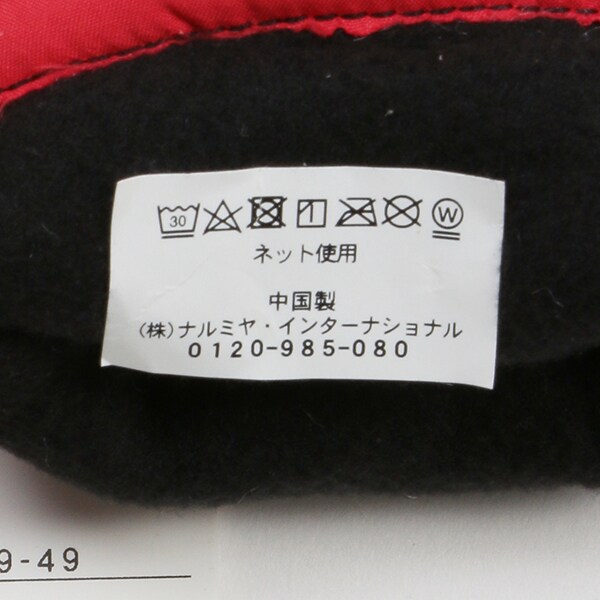 30 W
ネット使用
中国製
(株)ナルミヤ・インターナショナル
0120-985-080
9-49